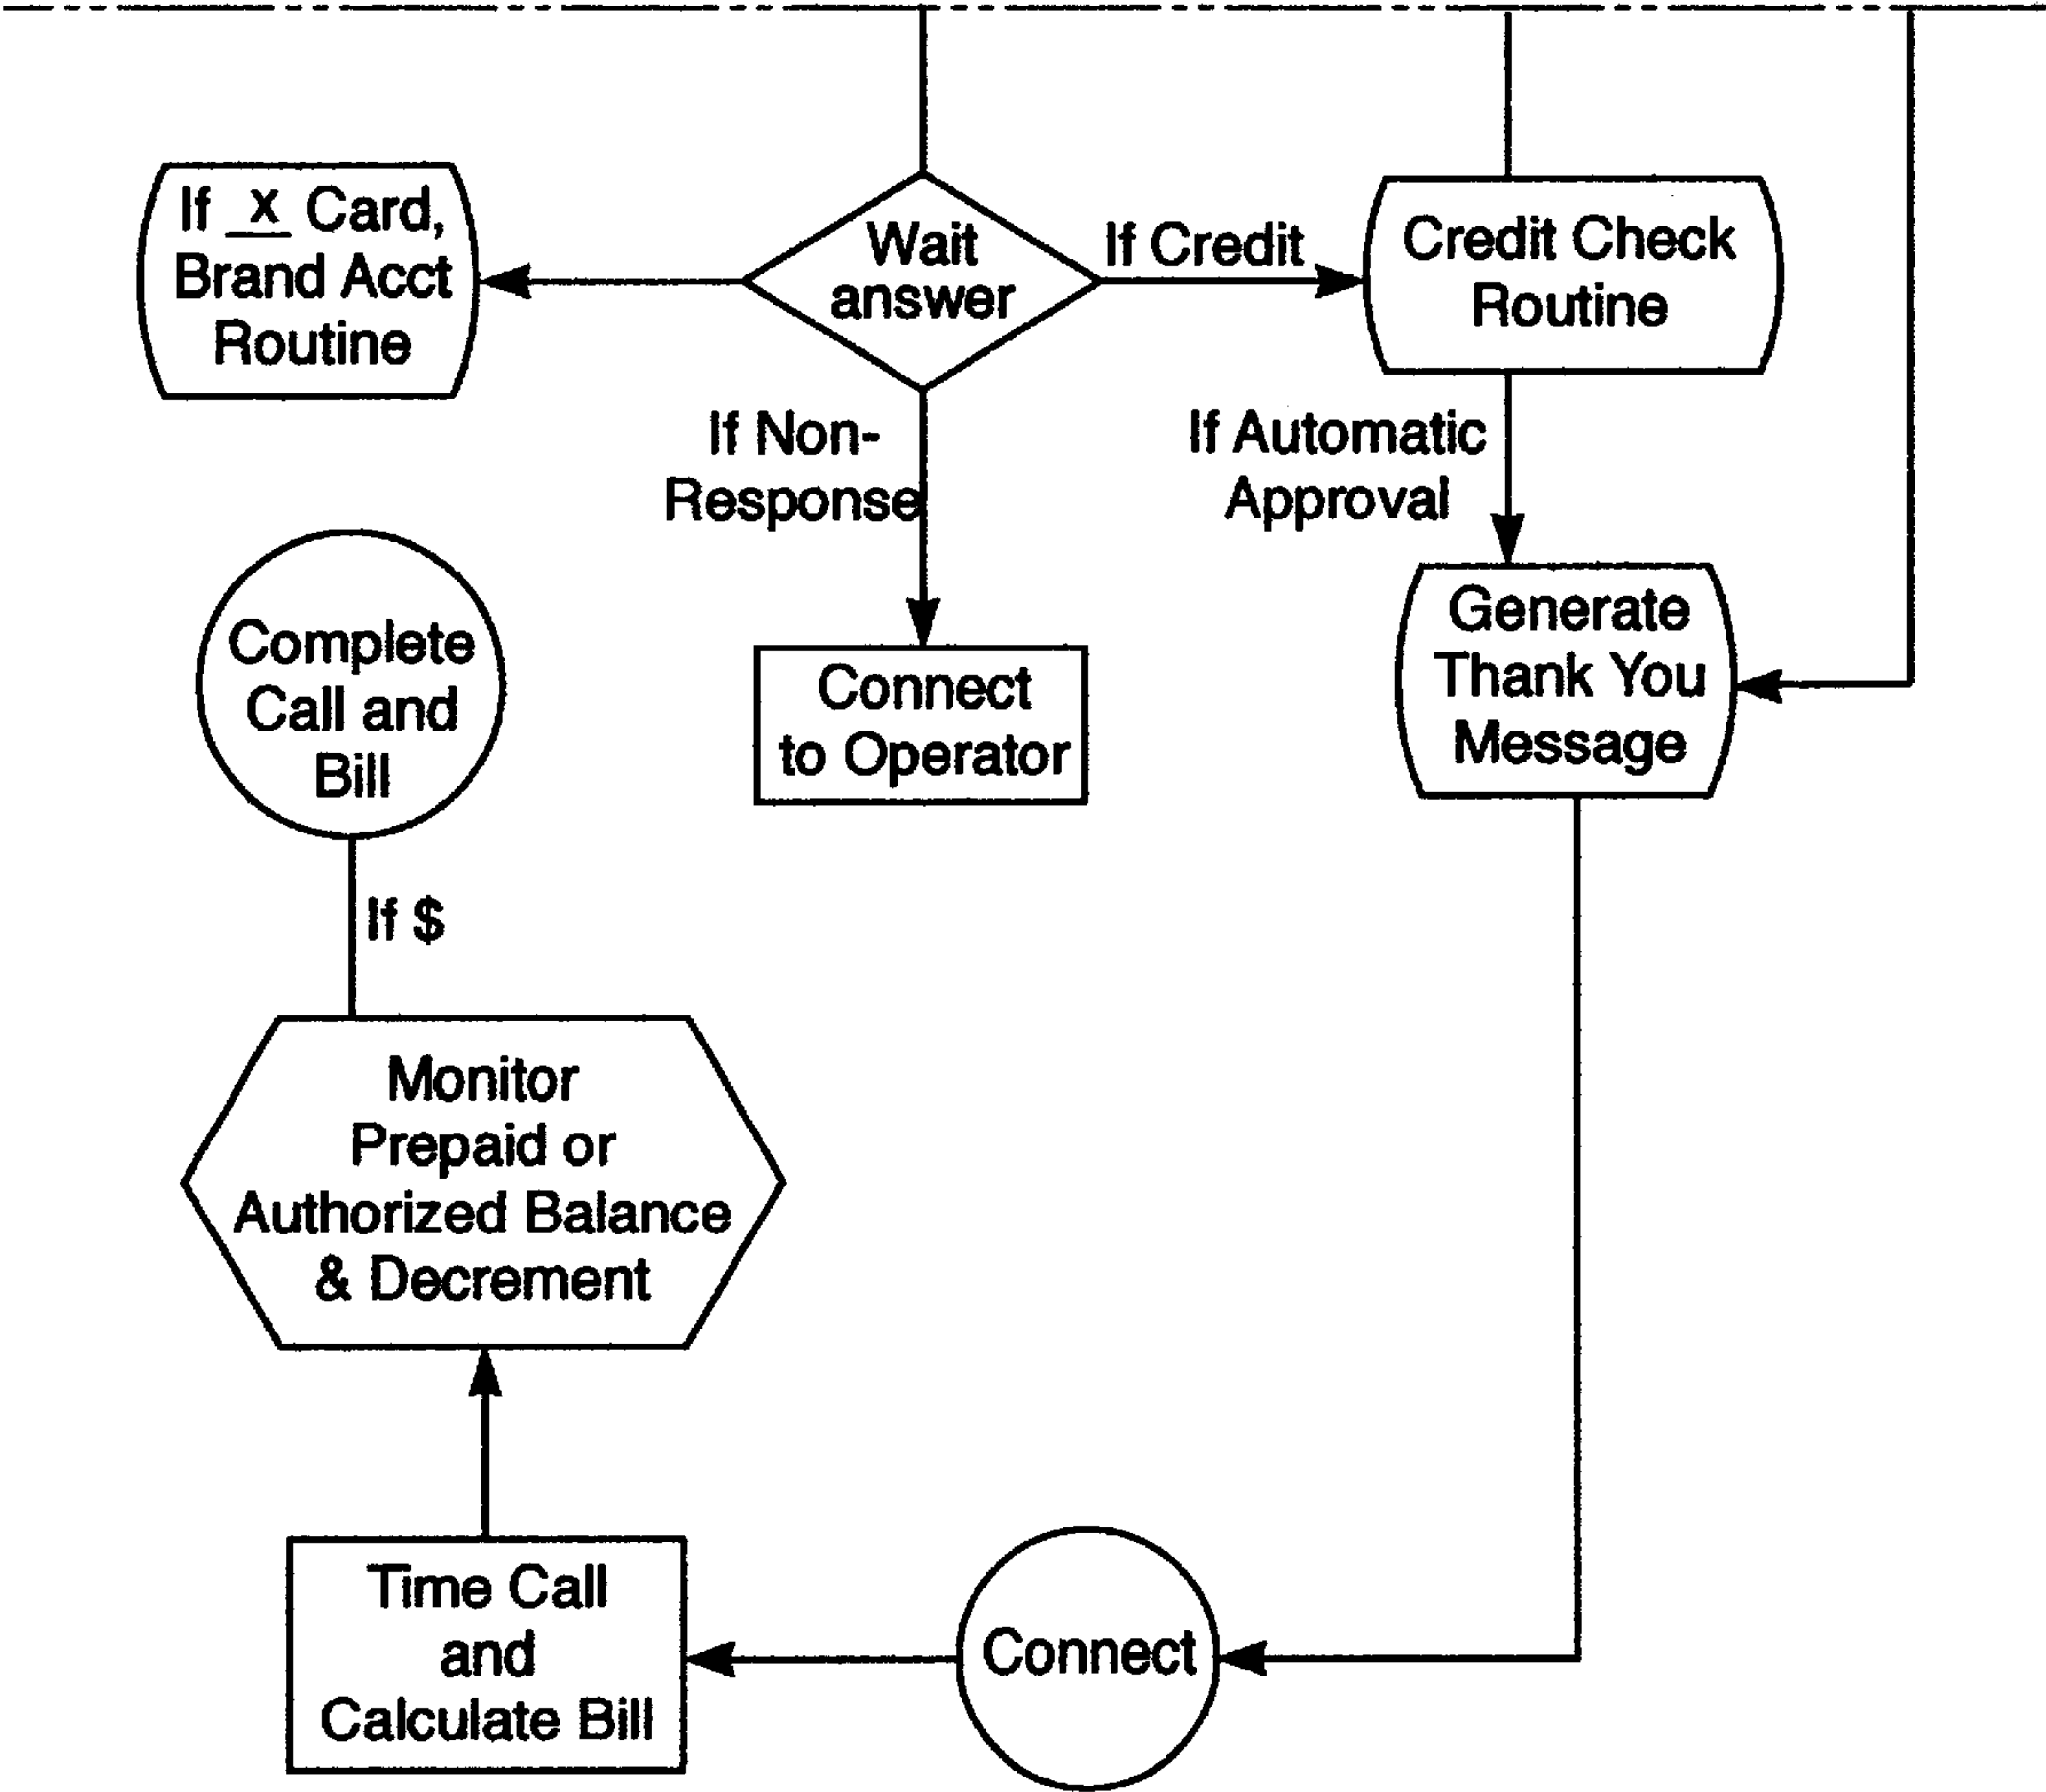 If x Card,
Brand Acct
Routine
Wait
answer
If Credit
Credit Check
Routine
If Non-
Response
If Automatic
Approval
Complete
Call and
Bill
Connect
to Operator
Generate
Thank You
Message
If $
Monitor
Prepaid or
Authorized Balance
& Decrement
Time Call
and
Calculate Bill
Connect